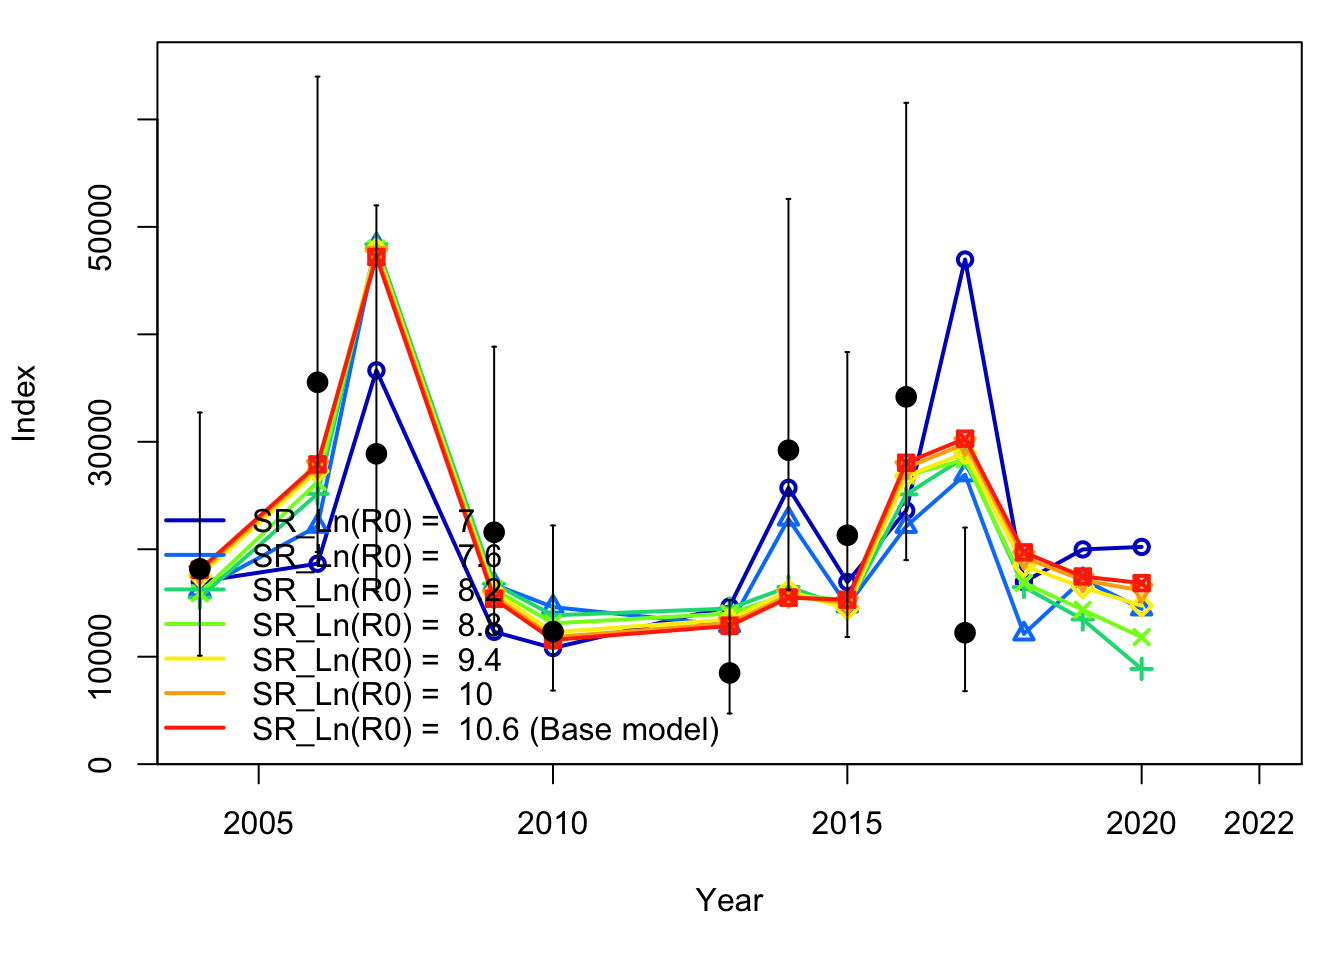 50000
30000
10000
0
Index
SR_Ln(R0) = 7
SR_Ln(R0) = 7.6
SR_Ln(R0) = 8.2
SR_Ln(R0) = 8.8
SR_Ln(R0) = 9.4
SR_Ln(R0) = 10
SR_Ln(R0) = 10.6 (Base model)
2005 2010 2015 2020 2022
Year